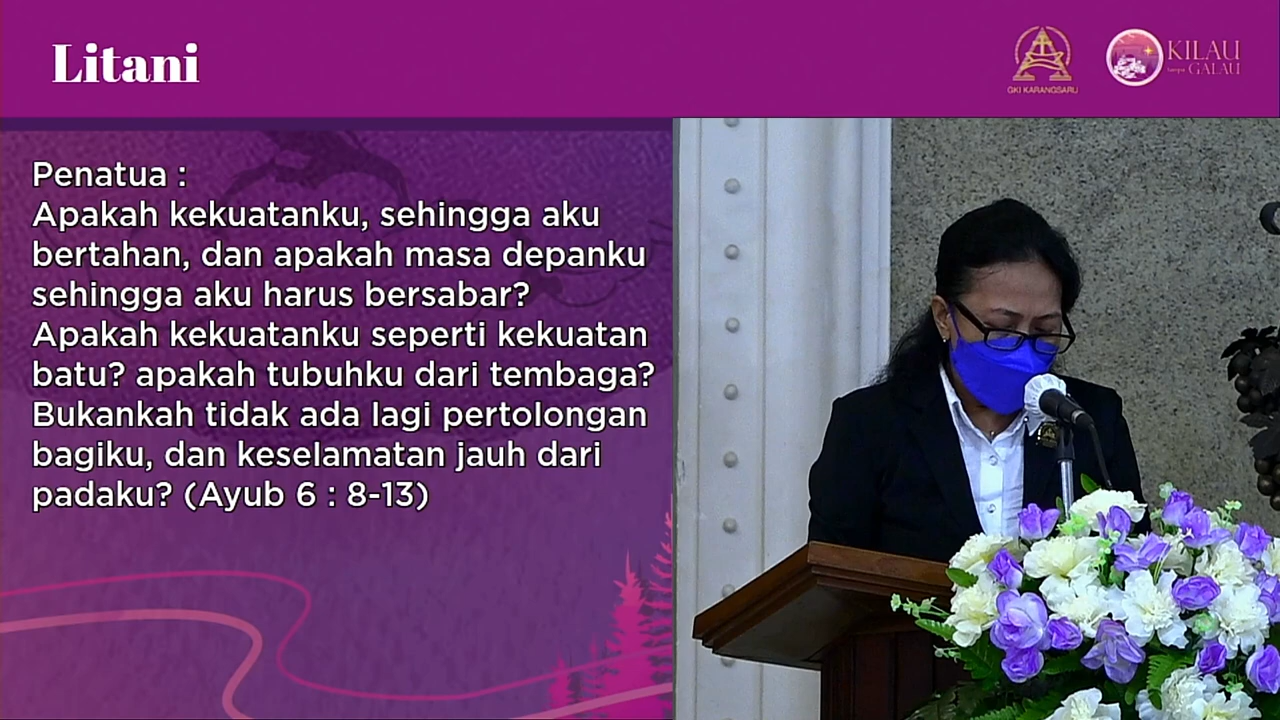 Litani
GKI KARANGSARU
KILAU
tanpa GALAU
Penatua :
Apakah kekuatanku, sehingga aku
bertahan, dan apakah masa depanku
sehingga aku harus bersabar?
Apakah kekuatanku seperti kekuatan
batu? apakah tubuhku dari tembaga?
Bukankah tidak ada lagi pertolongan
bagiku, dan keselamatan jauh dari
padaku? (Ayub 6 : 8-13)